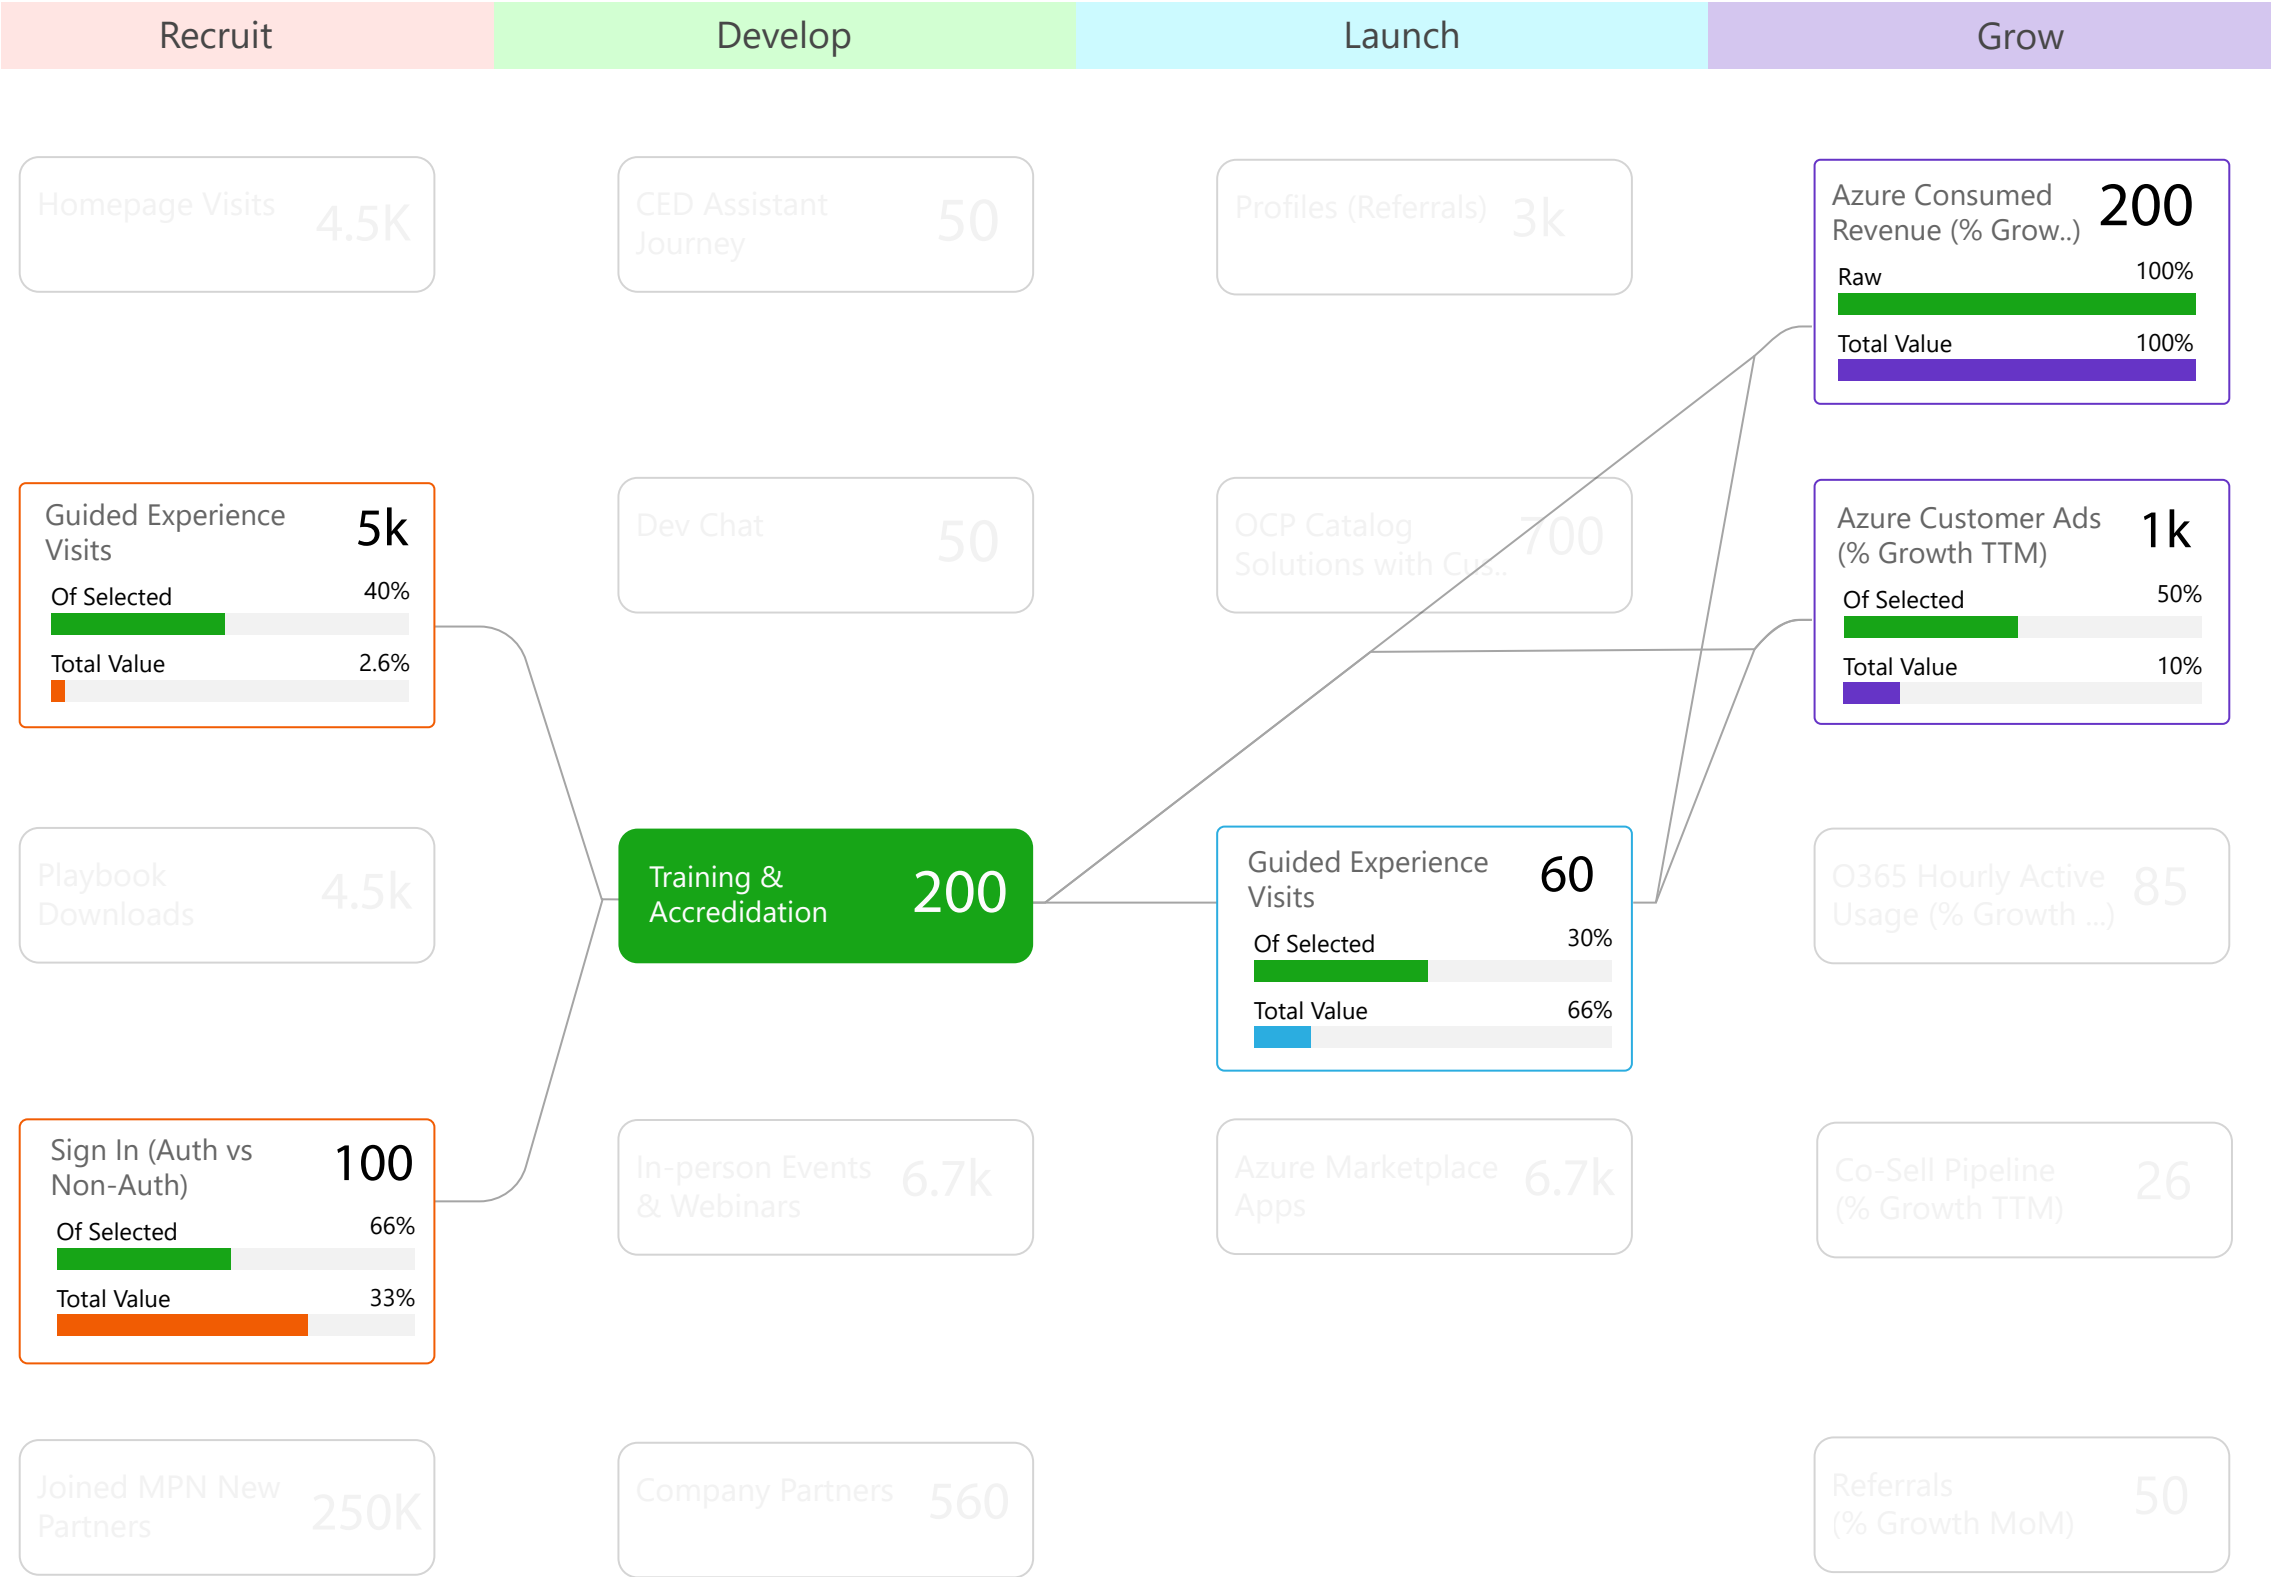 Recruit
Develop
Launch
Grow
Homepage Visits
4.5K
CED Assistant
Journey
50
Profiles (Referrals)
3k
Azure Consumed
Revenue (% Grow..)
200
Raw
100%
Total Value
100%
Guided Experience
Visits
5k
Of Selected
40%
Total Value
2.6%
Dev Chat
50
OCP Catalog
Solutions with Cus..
700
Azure Customer Ads
(% Growth TTM)
1k
Of Selected
50%
Total Value
10%
Playbook
Downloads
4.5k
Training &
Accredidation
200
Guided Experience
Visits
60
Of Selected
30%
Total Value
66%
O365 Hourly Active
Usage (% Growth ...)
85
Sign In (Auth vs
Non-Auth)
100
Of Selected
66%
Total Value
33%
In-person Events
& Webinars
6.7k
Azure Marketplace
Apps
6.7k
Co-Sell Pipeline
(% Growth TTM)
26
Joined MPN New
Partners
250K
Company Partners
560
Referrals
(% Growth MoM)
50